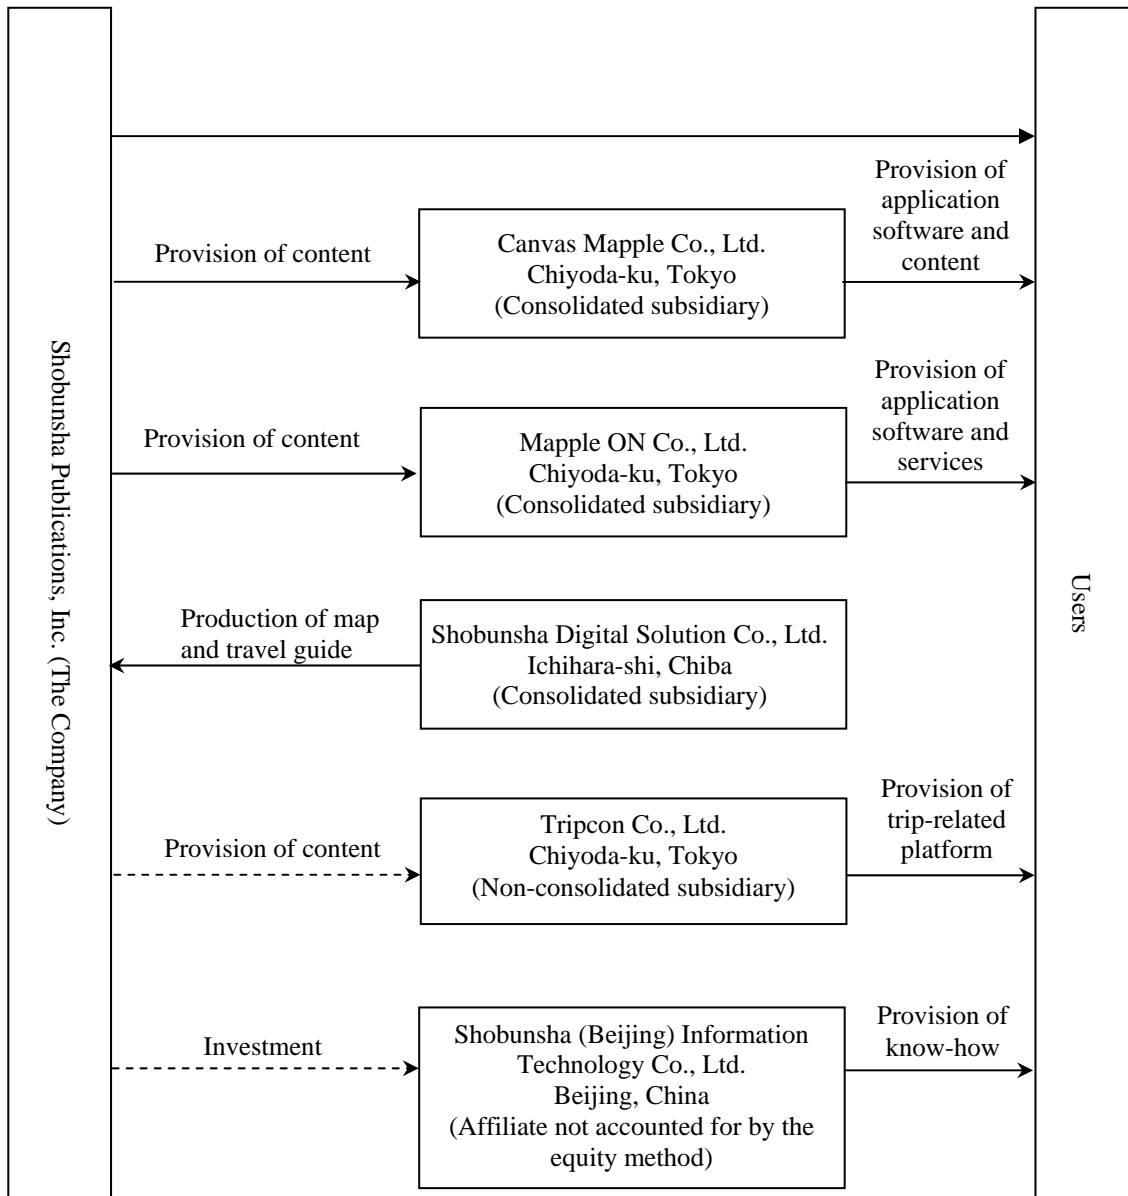 Shobunsha Publications, Inc. (The Company)
Provision of
application
software and
content
Provision of content
Canvas Mapple Co., Ltd.
Chiyoda-ku, Tokyo
(Consolidated subsidiary)
Provision of
application
software and
services
Provision of content
Mapple ON Co., Ltd.
Chiyoda-ku, Tokyo
(Consolidated subsidiary)
Users
Production of map
and travel guide
Shobunsha Digital Solution Co., Ltd.
Ichihara-shi, Chiba
(Consolidated subsidiary)
Provision of
trip-related
platform
Provision of content
Tripcon Co., Ltd.
Chiyoda-ku, Tokyo
(Non-consolidated subsidiary)
Investment
Shobunsha (Beijing) Information
Technology Co., Ltd.
Beijing, China
(Affiliate not accounted for by the
equity method)
Provision of
know-how